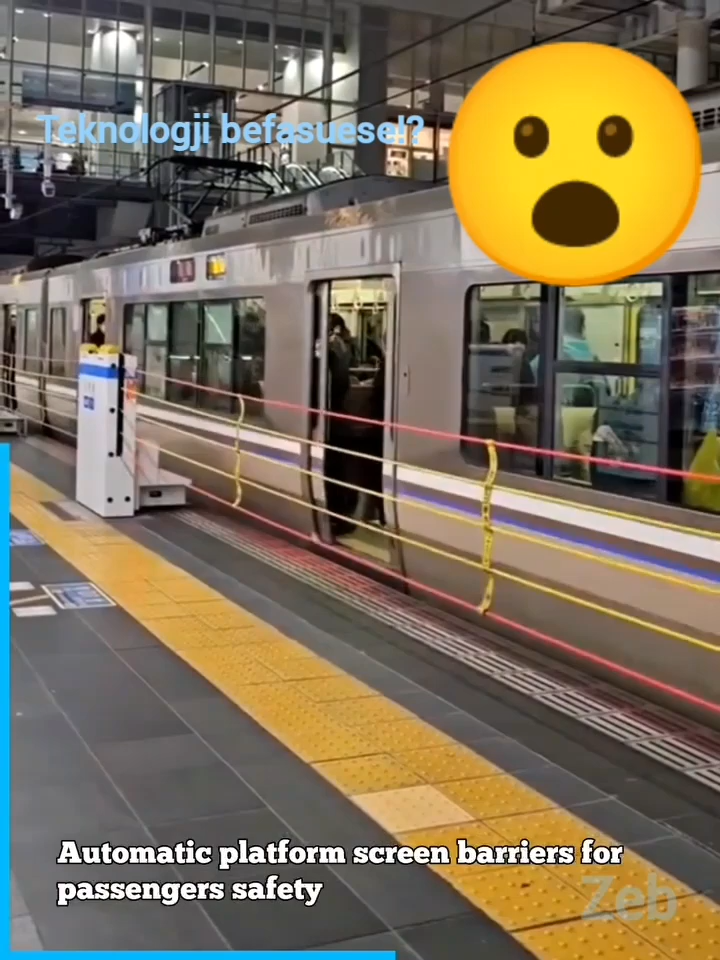 Teknologji befasuese!?
Automatic platform screen barriers for
passengers safety
Zeb